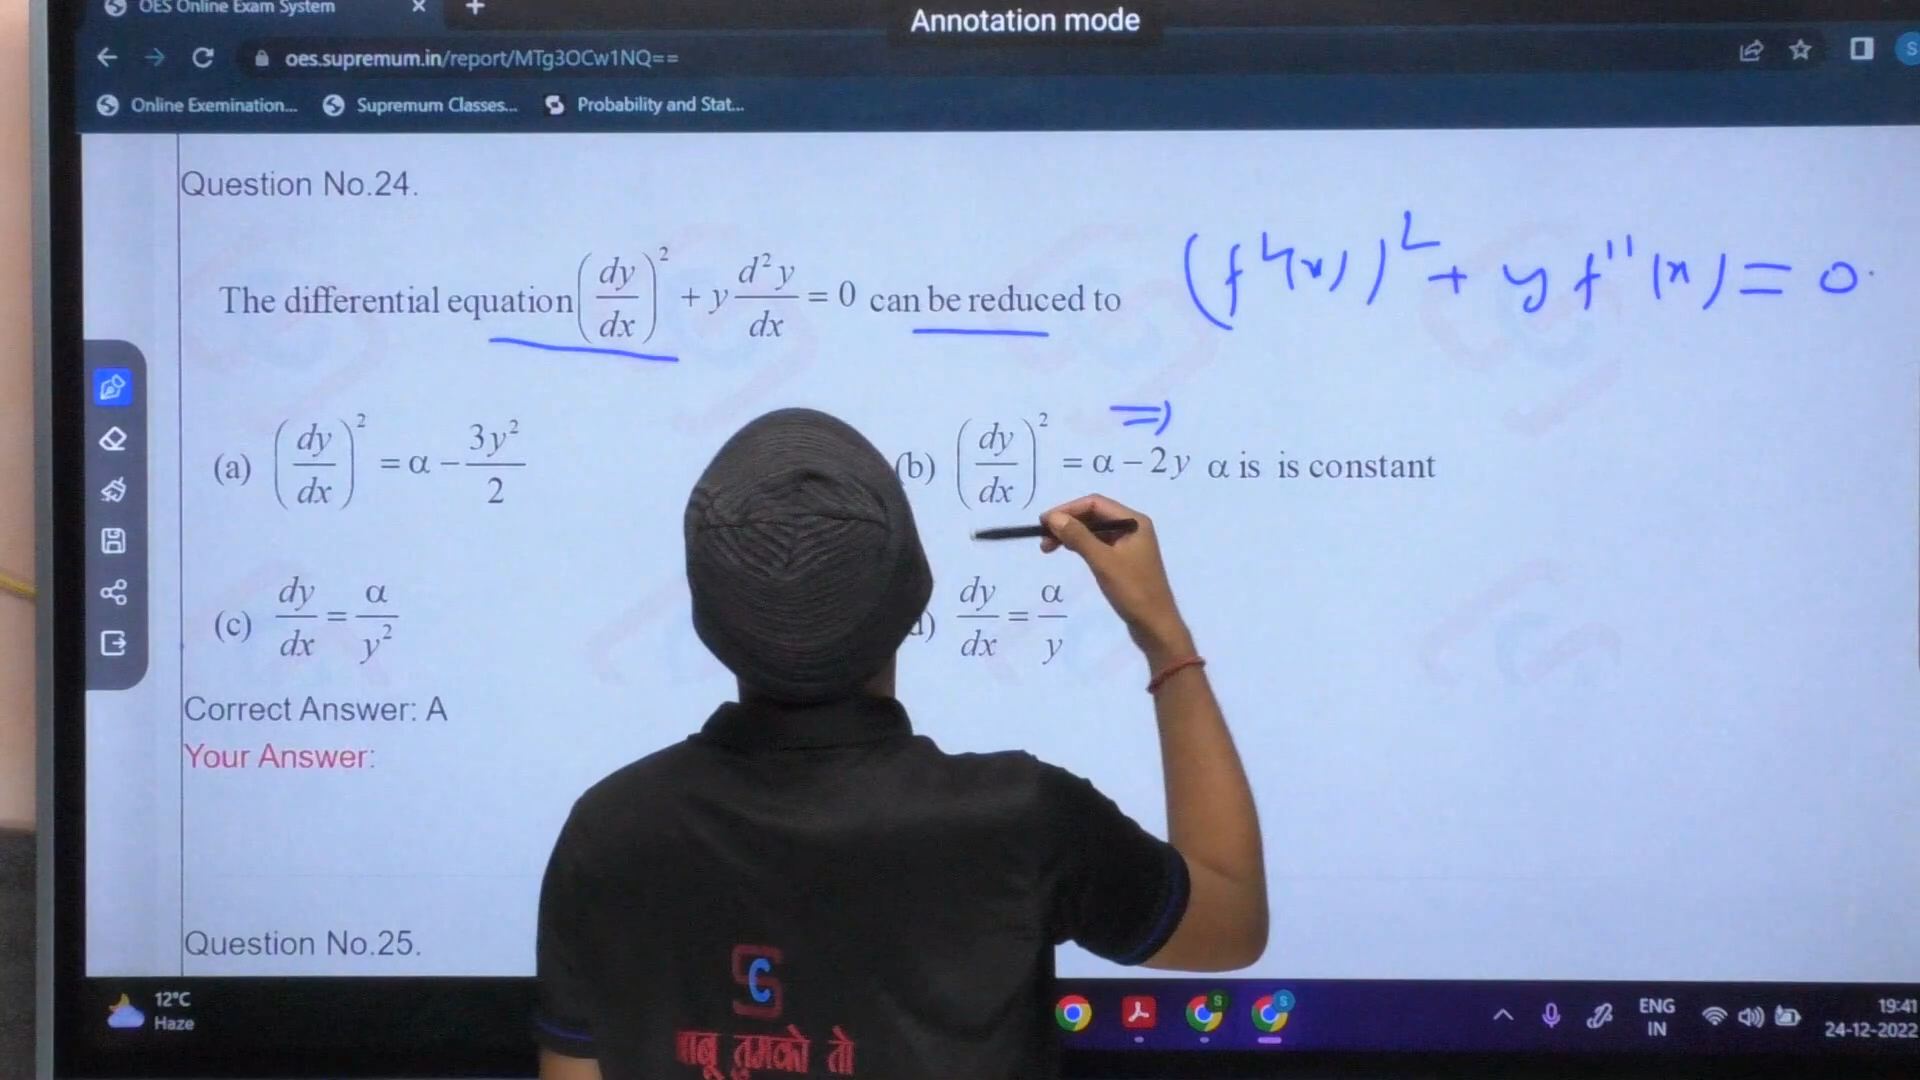 OES Online Exam System
Annotation mode
oes.supremum.in/report/MTg3OCw1NQ==
Online Exemination... Supremum Classes... Probability and Stat...
Question No.24.
The differential equation (dy/dx)² + y d²y/dx = 0 can be reduced to
(f'(x))² + y f''(x) = 0.
⇒
(a) (dy/dx)² = α − 3y²/2
(b) (dy/dx)² = α − 2y α is is constant
(c) dy/dx = α/y²
d) dy/dx = α/y
Correct Answer: A
Your Answer:
Question No.25.
SC
बाबू तुमको तो
12°C
Haze
ENG
IN
19:41
24-12-2022